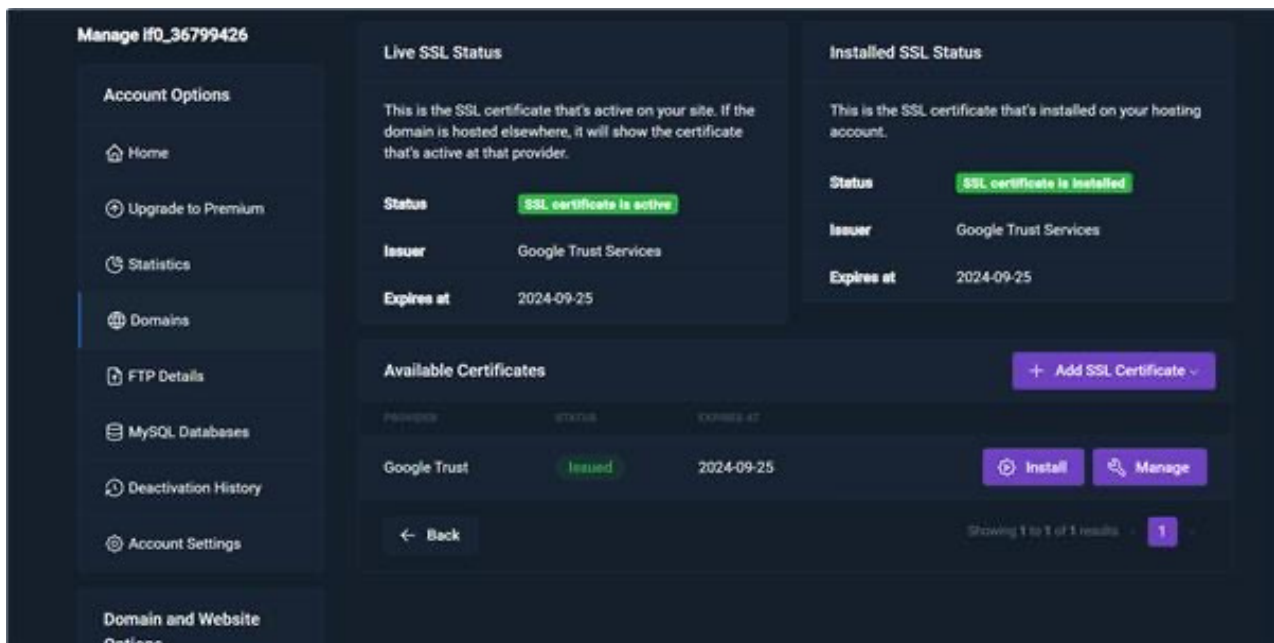 Manage if0_36799426
Account Options
Home
Upgrade to Premium
Statistics
Domains
FTP Details
MySQL Databases
Deactivation History
Account Settings
Domain and Website
Options
Live SSL Status
This is the SSL certificate that's active on your site. If the
domain is hosted elsewhere, it will show the certificate
that's active at that provider.
Status SSL certificate is active
Issuer Google Trust Services
Expires at 2024-09-25
Installed SSL Status
This is the SSL certificate that's installed on your hosting
account.
Status SSL certificate is installed
Issuer Google Trust Services
Expires at 2024-09-25
Available Certificates
+ Add SSL Certificate
PROVIDER STATUS EXPIRES AT
Google Trust Issued 2024-09-25 Install Manage
← Back
Showing 1 to 1 of 1 results 1